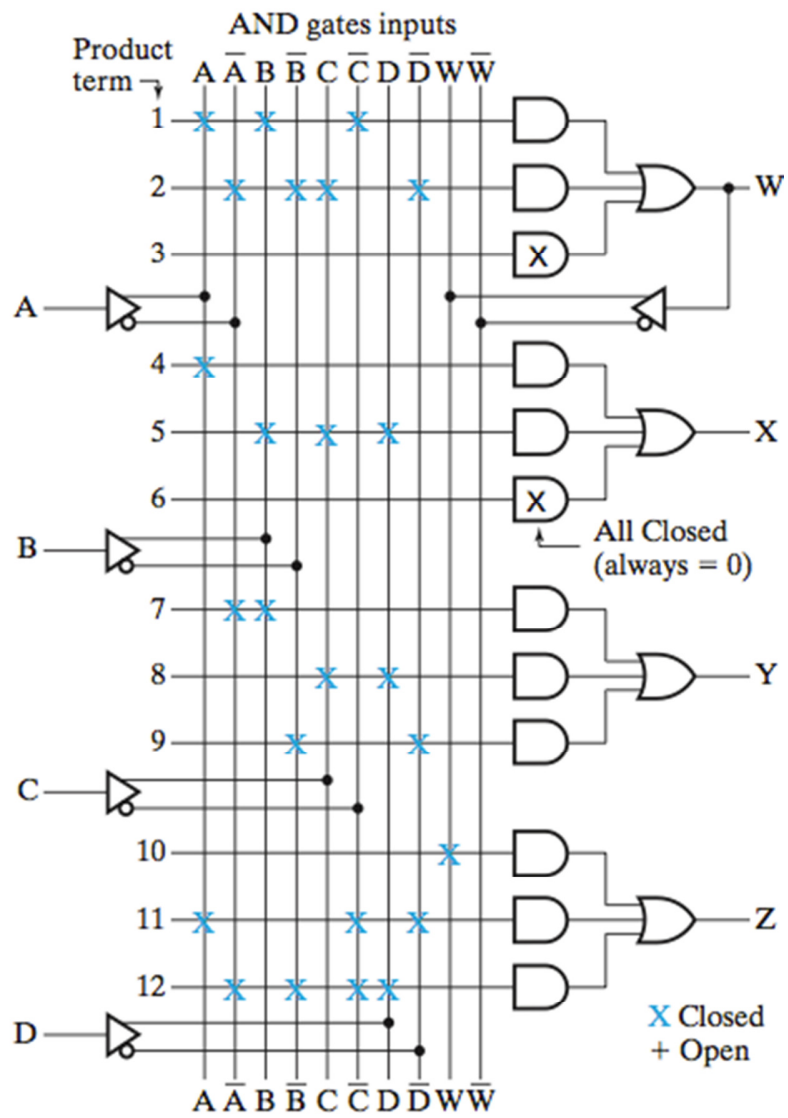 AND gates inputs
Product
term
A A̅ B B̅ C C̅ D D̅ W W̅
1
2
W
3
X
A
4
5
X
6
X
All Closed
(always = 0)
B
7
8
Y
9
C
10
11
Z
12
X Closed
+ Open
D
A A̅ B B̅ C C̅ D D̅ W W̅